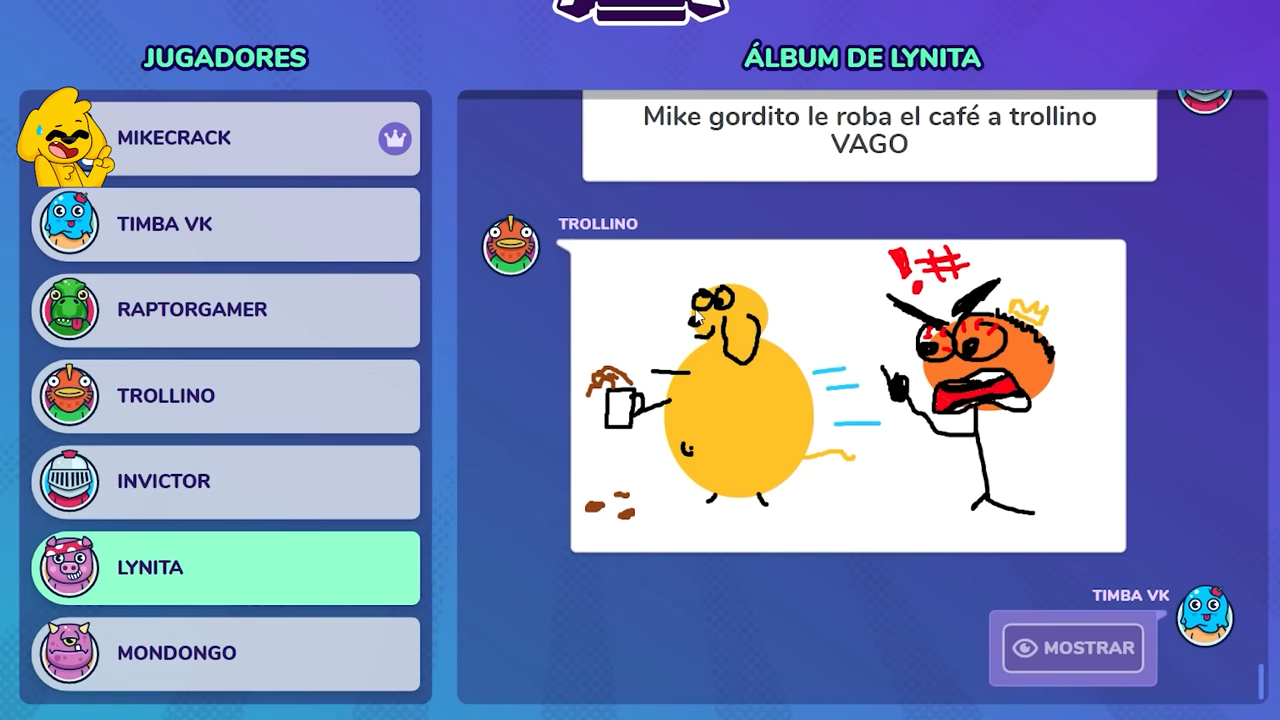 JUGADORES
MIKECRACK
TIMBA VK
RAPTORGAMER
TROLLINO
INVICTOR
LYNITA
MONDONGO
ÁLBUM DE LYNITA
Mike gordito le roba el café a trollino
VAGO
TROLLINO
!#
TIMBA VK
MOSTRAR